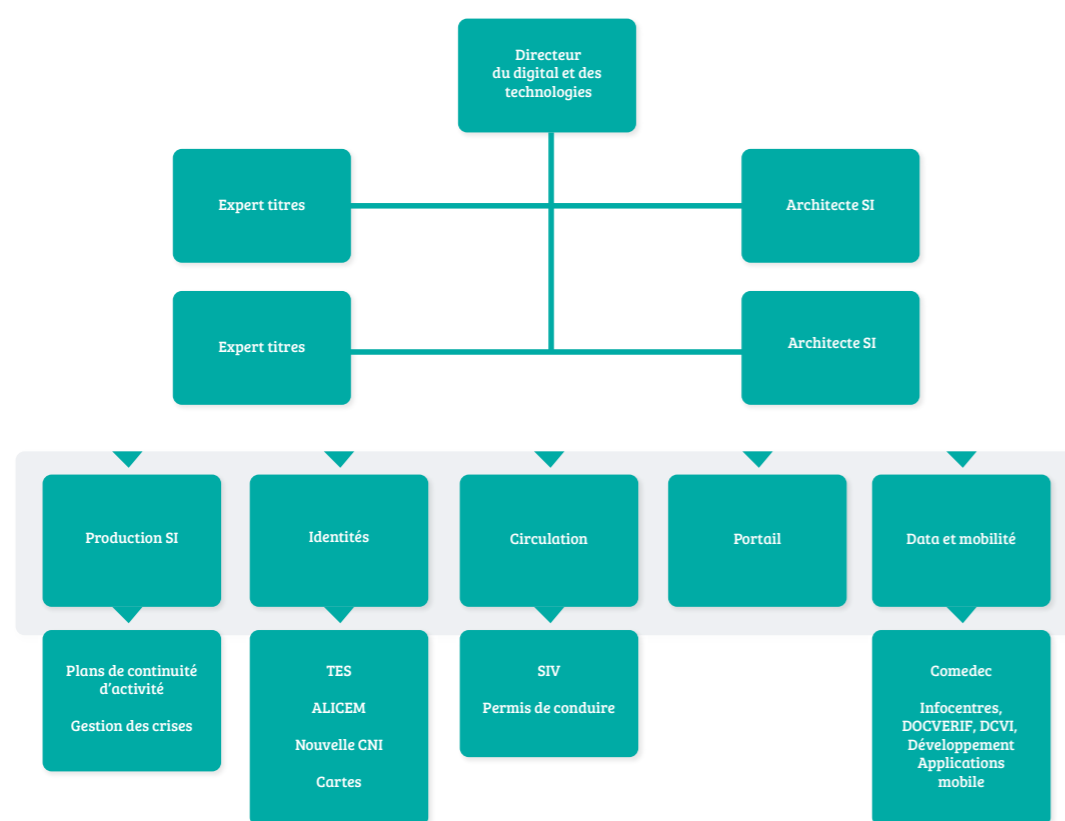 Directeur
du digital et des
technologies
Expert titres
Architecte SI
Expert titres
Architecte SI
Production SI
Identités
Circulation
Portail
Data et mobilité
Plans de continuité
d'activité
Gestion des crises
TES
ALICEM
Nouvelle CNI
Cartes
SIV
Permis de conduire
Comedec
Infocentres,
DOCVERIF, DCVI,
Développement
Applications
mobile